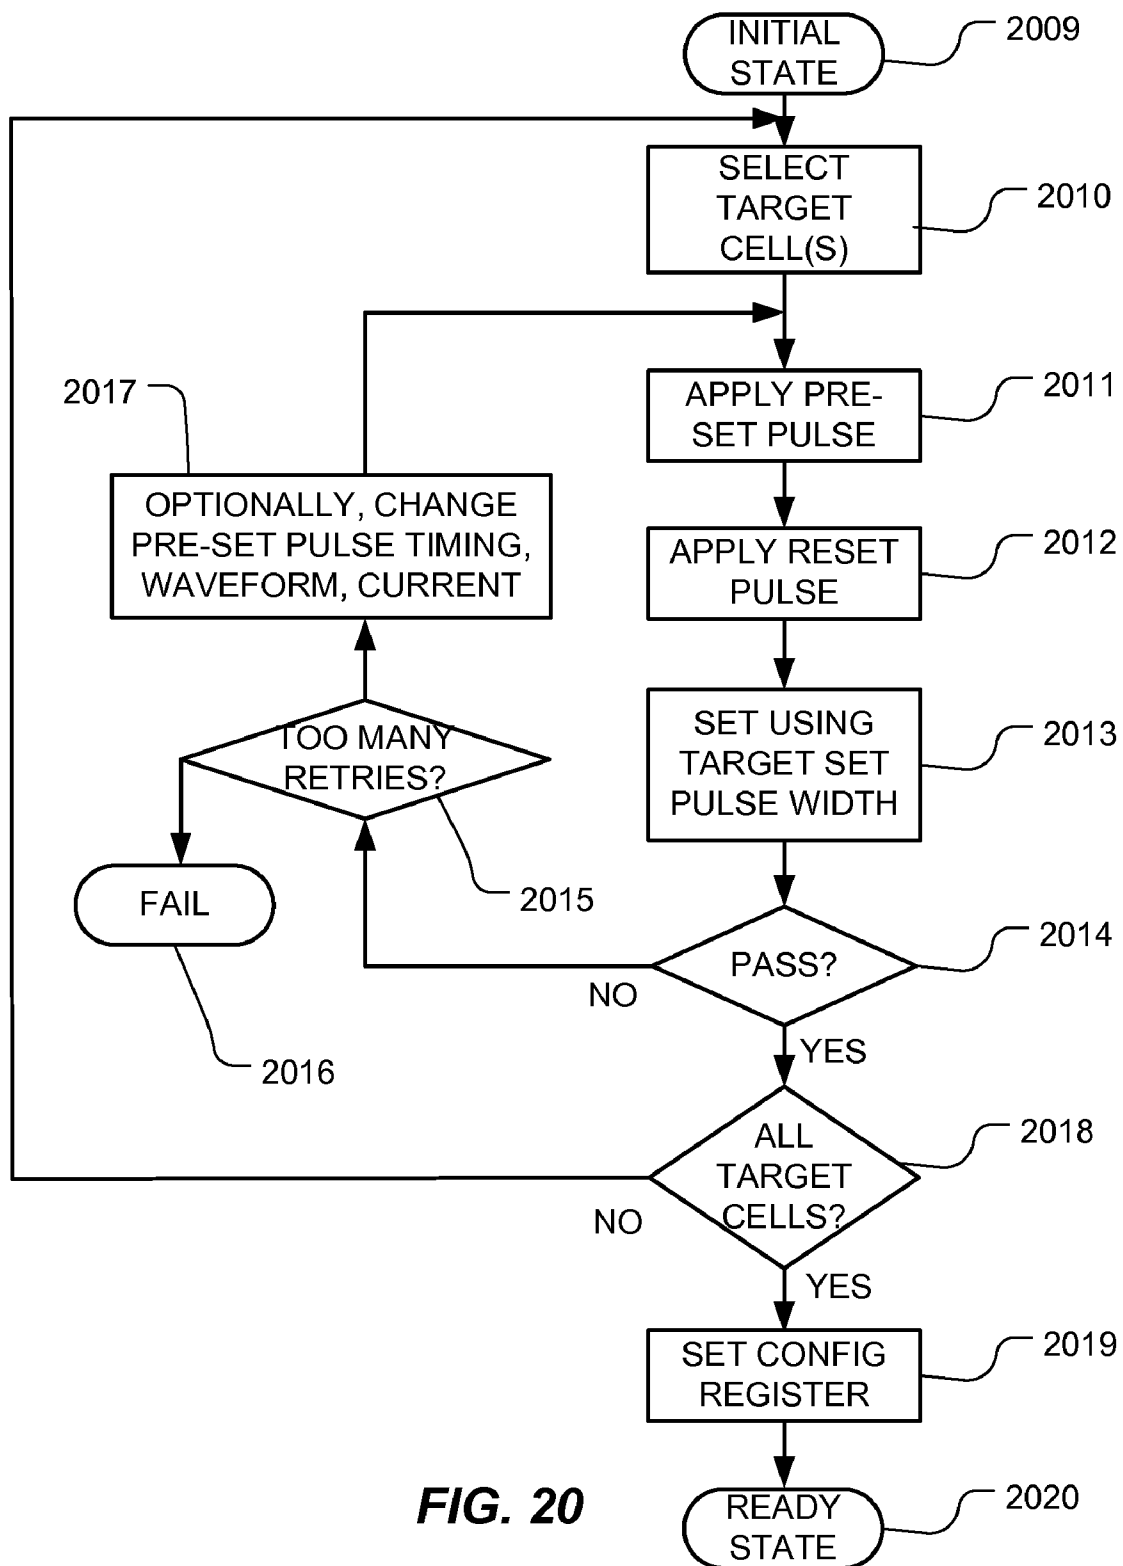 INITIAL
STATE
2009
SELECT
TARGET
CELL(S)
2010
2017
APPLY PRE-
SET PULSE
2011
OPTIONALLY, CHANGE
PRE-SET PULSE TIMING,
WAVEFORM, CURRENT
APPLY RESET
PULSE
2012
TOO MANY
RETRIES?
2015
SET USING
TARGET SET
PULSE WIDTH
2013
FAIL
2016
PASS?
2014
NO
YES
ALL
TARGET
CELLS?
2018
NO
YES
SET CONFIG
REGISTER
2019
READY
STATE
2020
FIG. 20